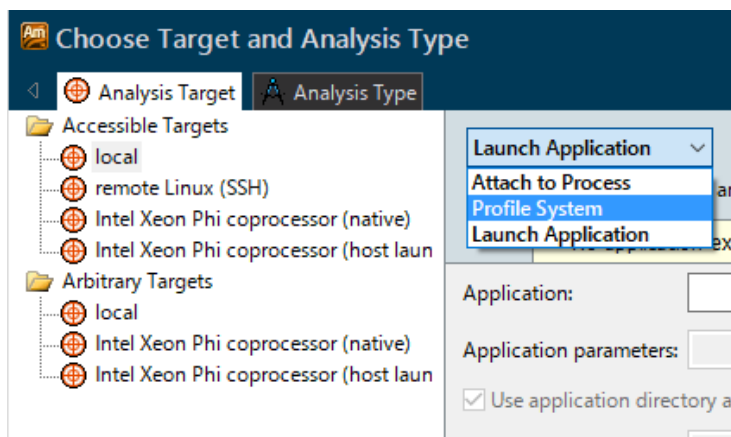 Am
Choose Target and Analysis Type
Analysis Target
Analysis Type
Accessible Targets
local
remote Linux (SSH)
Intel Xeon Phi coprocessor (native)
Intel Xeon Phi coprocessor (host laun
Arbitrary Targets
local
Intel Xeon Phi coprocessor (native)
Intel Xeon Phi coprocessor (host laun
Launch Application
Attach to Process
Profile System
Launch Application
Application:
Application parameters:
Use application directory a